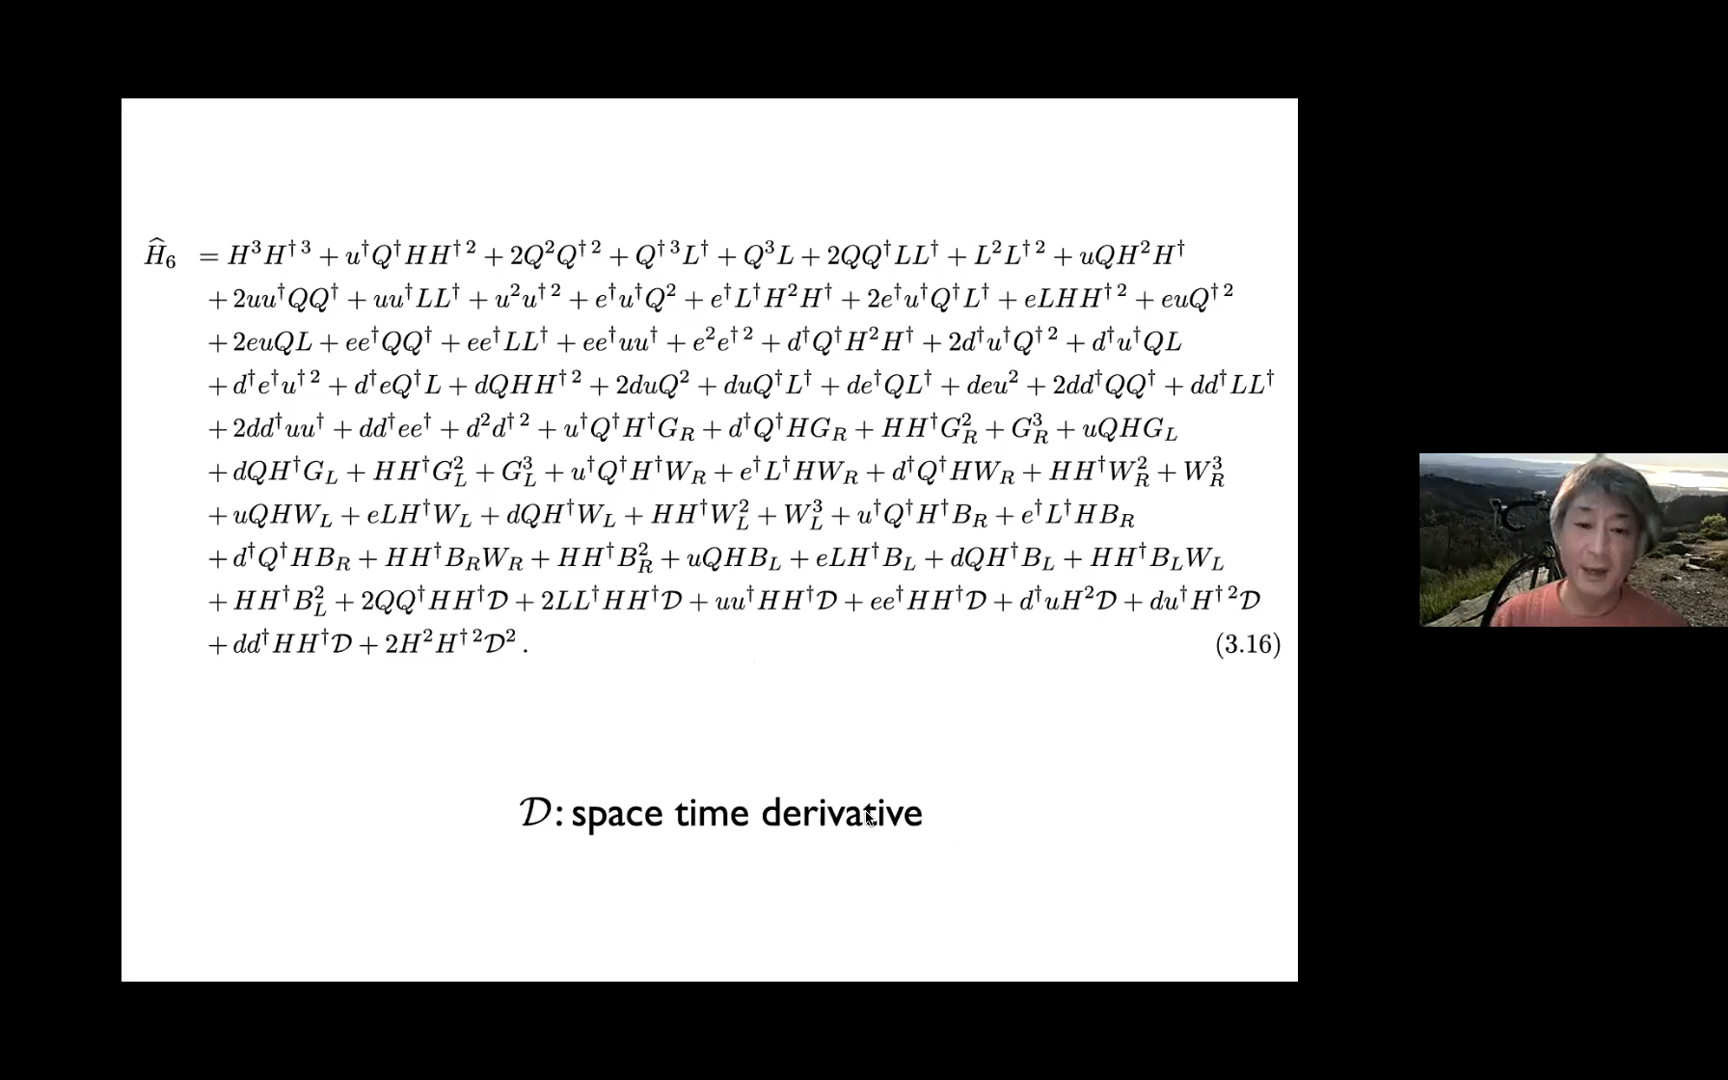 Ĥ₆ = H³H†³ + u†Q†HH†² + 2Q²Q†² + Q†³L† + Q³L + 2QQ†LL† + L²L†² + uQH²H†
+ 2uu†QQ† + uu†LL† + u²u†² + e†u†Q² + e†L†H²H† + 2e†u†Q†L† + eLHH†² + euQ†²
+ 2euQL + ee†QQ† + ee†LL† + ee†uu† + e²e†² + d†Q†H²H† + 2d†u†Q†² + d†u†QL
+ d†e†u†² + d†eQ†L + dQHH†² + 2duQ² + duQ†L† + de†QL† + deu² + 2dd†QQ† + dd†LL†
+ 2dd†uu† + dd†ee† + d²d†² + u†Q†H†G_R + d†Q†HG_R + HH†G_R² + G_R³ + uQHG_L
+ dQH†G_L + HH†G_L² + G_L³ + u†Q†H†W_R + e†L†HW_R + d†Q†HW_R + HH†W_R² + W_R³
+ uQHW_L + eLH†W_L + dQH†W_L + HH†W_L² + W_L³ + u†Q†H†B_R + e†L†HB_R
+ d†Q†HB_R + HH†B_RW_R + HH†B_R² + uQHB_L + eLH†B_L + dQH†B_L + HH†B_LW_L
+ HH†B_L² + 2QQ†HH†𝒟 + 2LL†HH†𝒟 + uu†HH†𝒟 + ee†HH†𝒟 + d†uH²𝒟 + du†H†²𝒟
+ dd†HH†𝒟 + 2H²H†²𝒟² . (3.16)
𝒟: space time derivative